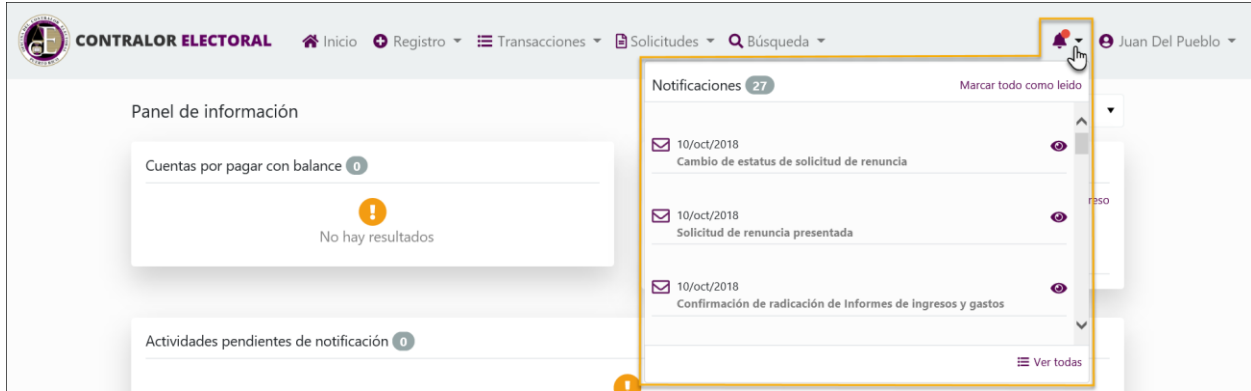 CONTRALOR ELECTORAL Inicio Registro Transacciones Solicitudes Búsqueda Juan Del Pueblo
Notificaciones 27 Marcar todo como leido
Panel de información
Cuentas por pagar con balance 0
No hay resultados
10/oct/2018
Cambio de estatus de solicitud de renuncia
10/oct/2018
Solicitud de renuncia presentada
10/oct/2018
Confirmación de radicación de Informes de ingresos y gastos
Ver todas
reso
Actividades pendientes de notificación 0